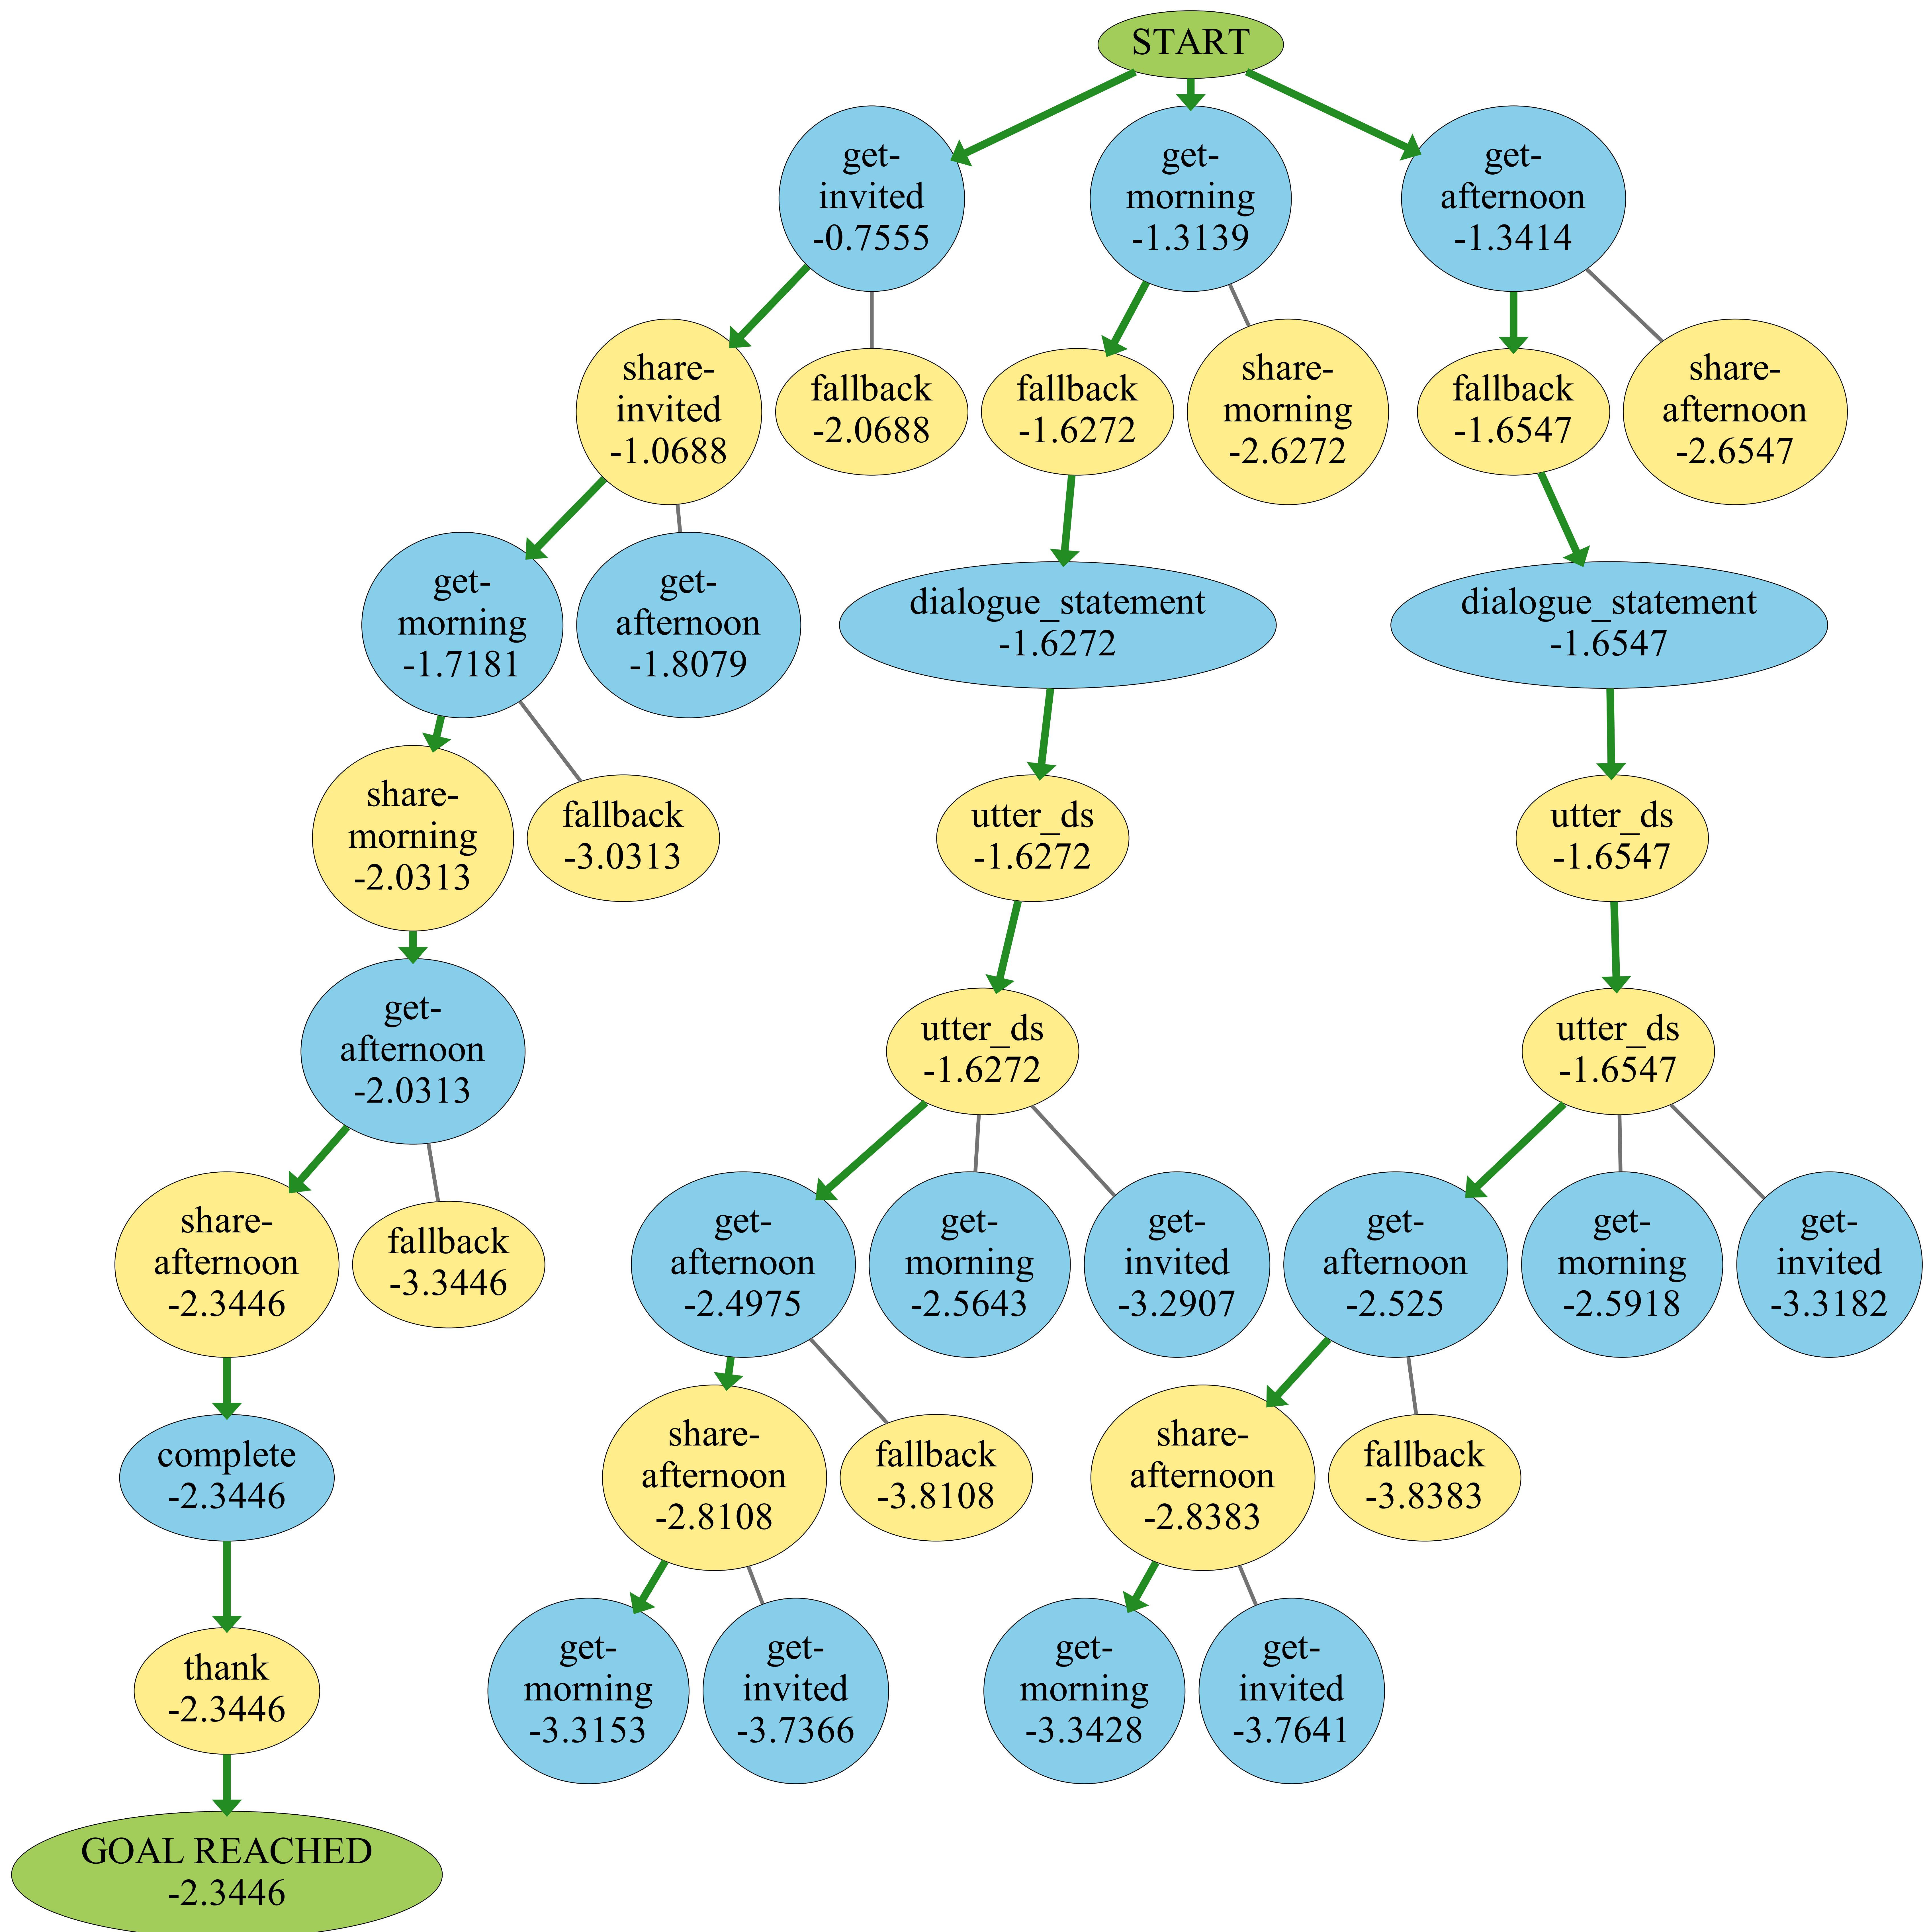 START
get-
invited
-0.7555
get-
morning
-1.3139
get-
afternoon
-1.3414
share-
invited
-1.0688
fallback
-2.0688
fallback
-1.6272
share-
morning
-2.6272
fallback
-1.6547
share-
afternoon
-2.6547
get-
morning
-1.7181
get-
afternoon
-1.8079
dialogue_statement
-1.6272
dialogue_statement
-1.6547
share-
morning
-2.0313
fallback
-3.0313
utter_ds
-1.6272
utter_ds
-1.6547
get-
afternoon
-2.0313
utter_ds
-1.6272
utter_ds
-1.6547
share-
afternoon
-2.3446
fallback
-3.3446
get-
afternoon
-2.4975
get-
morning
-2.5643
get-
invited
-3.2907
get-
afternoon
-2.525
get-
morning
-2.5918
get-
invited
-3.3182
complete
-2.3446
share-
afternoon
-2.8108
fallback
-3.8108
share-
afternoon
-2.8383
fallback
-3.8383
thank
-2.3446
get-
morning
-3.3153
get-
invited
-3.7366
get-
morning
-3.3428
get-
invited
-3.7641
GOAL REACHED
-2.3446